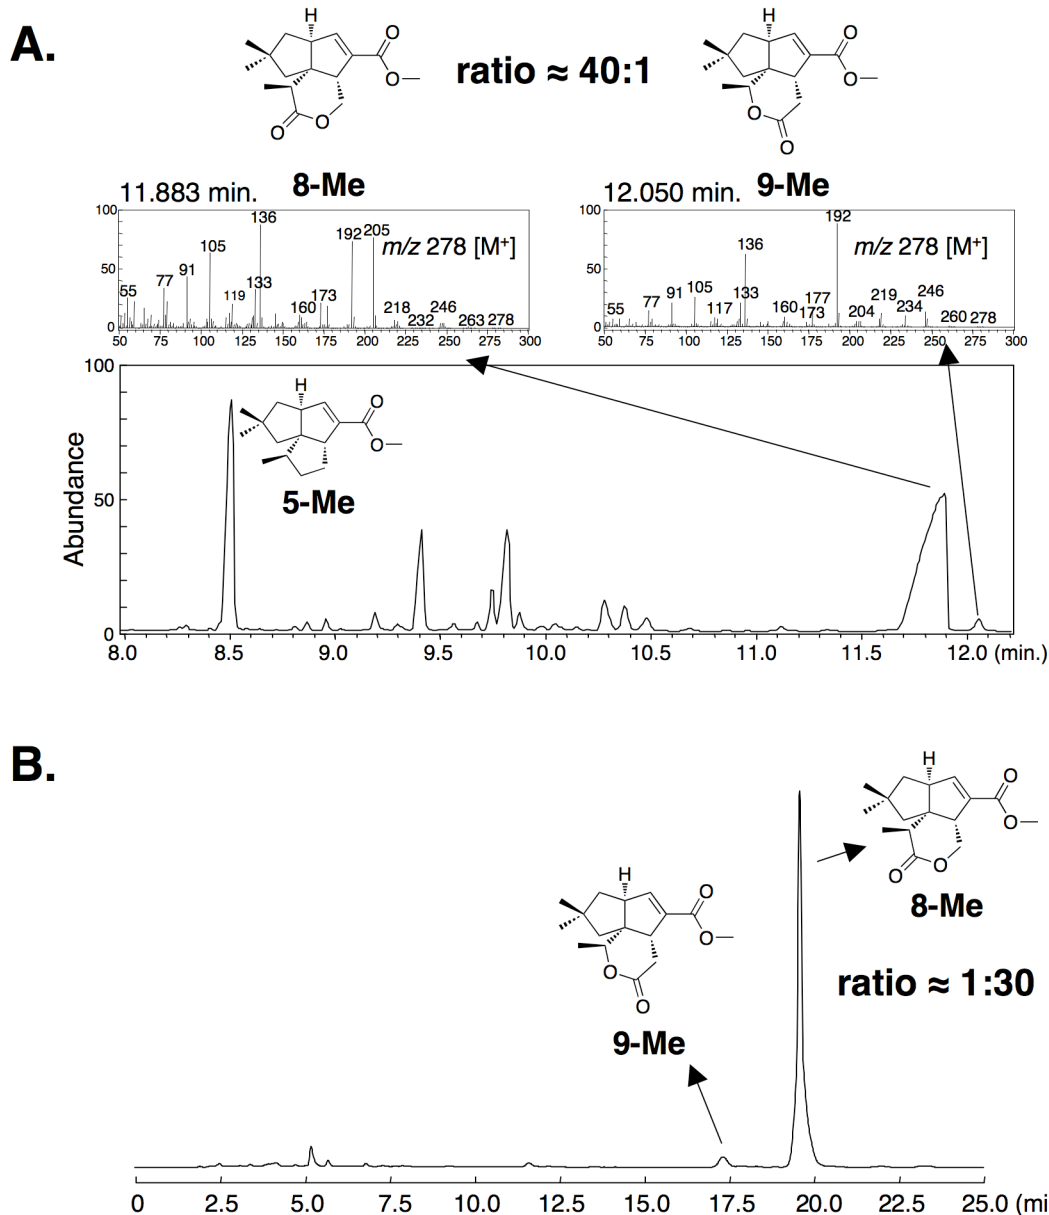 A.
H
O
O
ratio ≈ 40:1
H
O
O
O
O
O
O
11.883 min.
8-Me
12.050 min.
9-Me
100
50
0
55
77
91
105
119
133
136
160
173
192
205
218
232
246
263
278
m/z 278 [M+]
50 75 100 125 150 175 200 225 250 275 300
100
50
0
55
77
91
105
117
133
136
160
173
177
192
204
219
234
246
260
278
m/z 278 [M+]
50 75 100 125 150 175 200 225 250 275 300
Abundance
100
50
0
H
O
O
5-Me
8.0 8.5 9.0 9.5 10.0 10.5 11.0 11.5 12.0 (min.)
B.
H
O
O
O
O
8-Me
H
O
O
O
O
9-Me
ratio ≈ 1:30
0 2.5 5.0 7.5 10.0 12.5 15.0 17.5 20.0 22.5 25.0 (mi